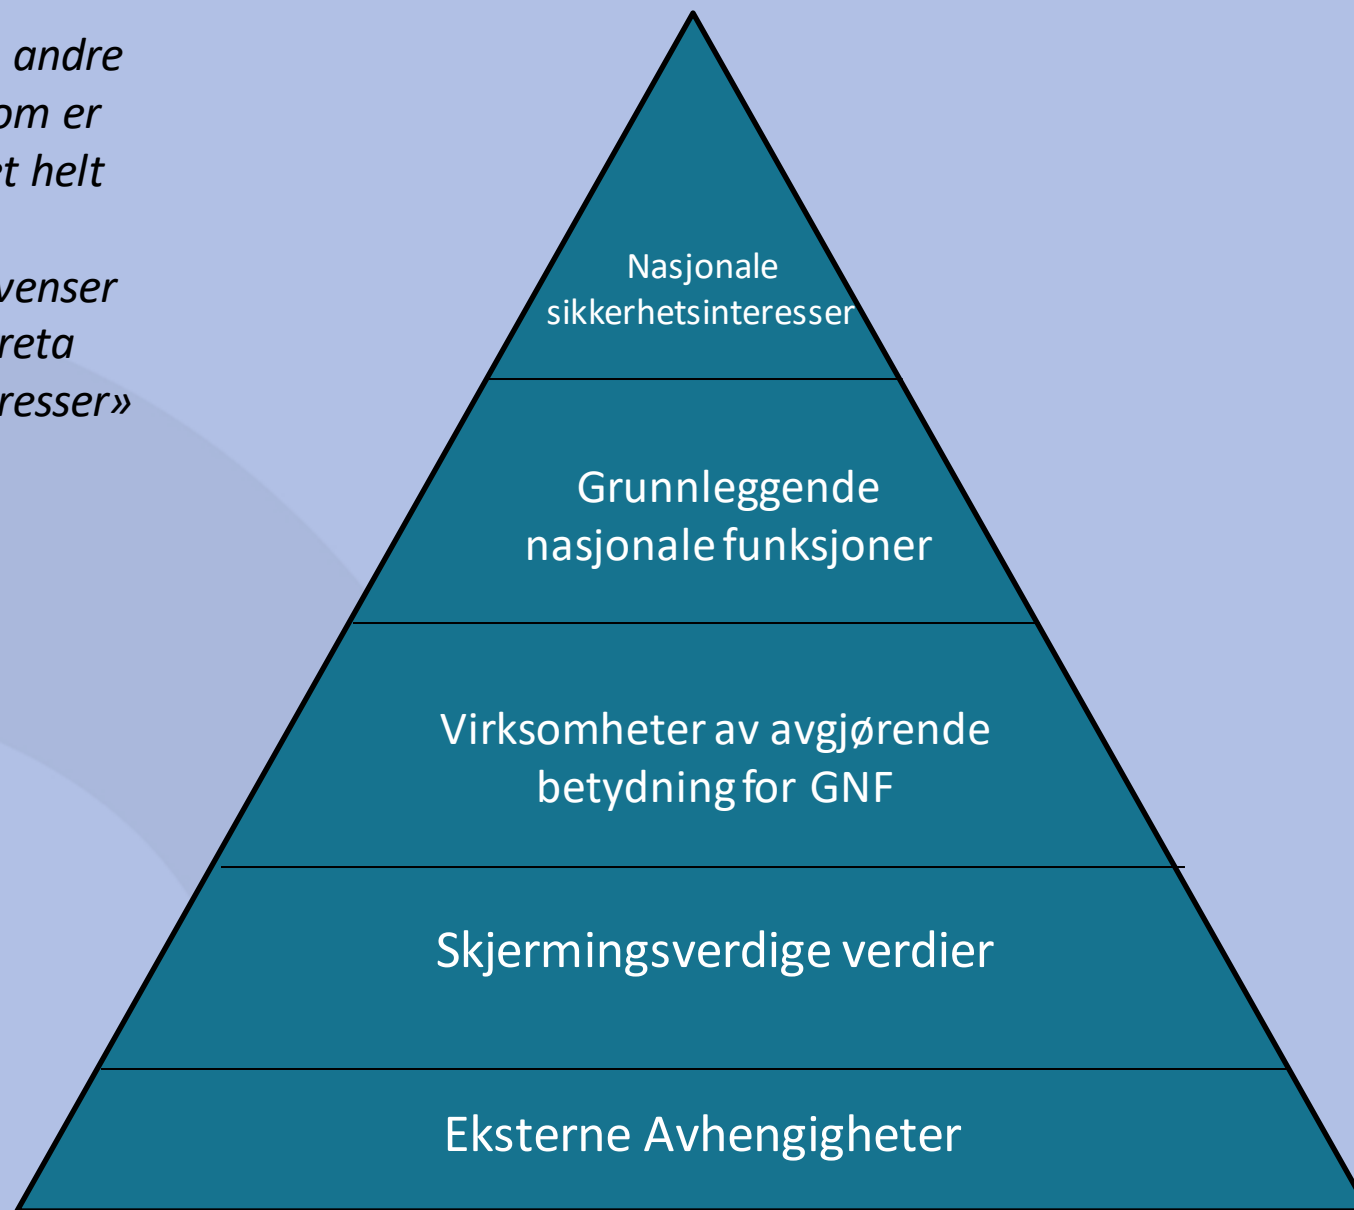 andre
om er
et helt
venser
reta
resser»
Nasjonale
sikkerhetsinteresser
Grunnleggende
nasjonale funksjoner
Virksomheter av avgjørende
betydning for GNF
Skjermingsverdige verdier
Eksterne Avhengigheter